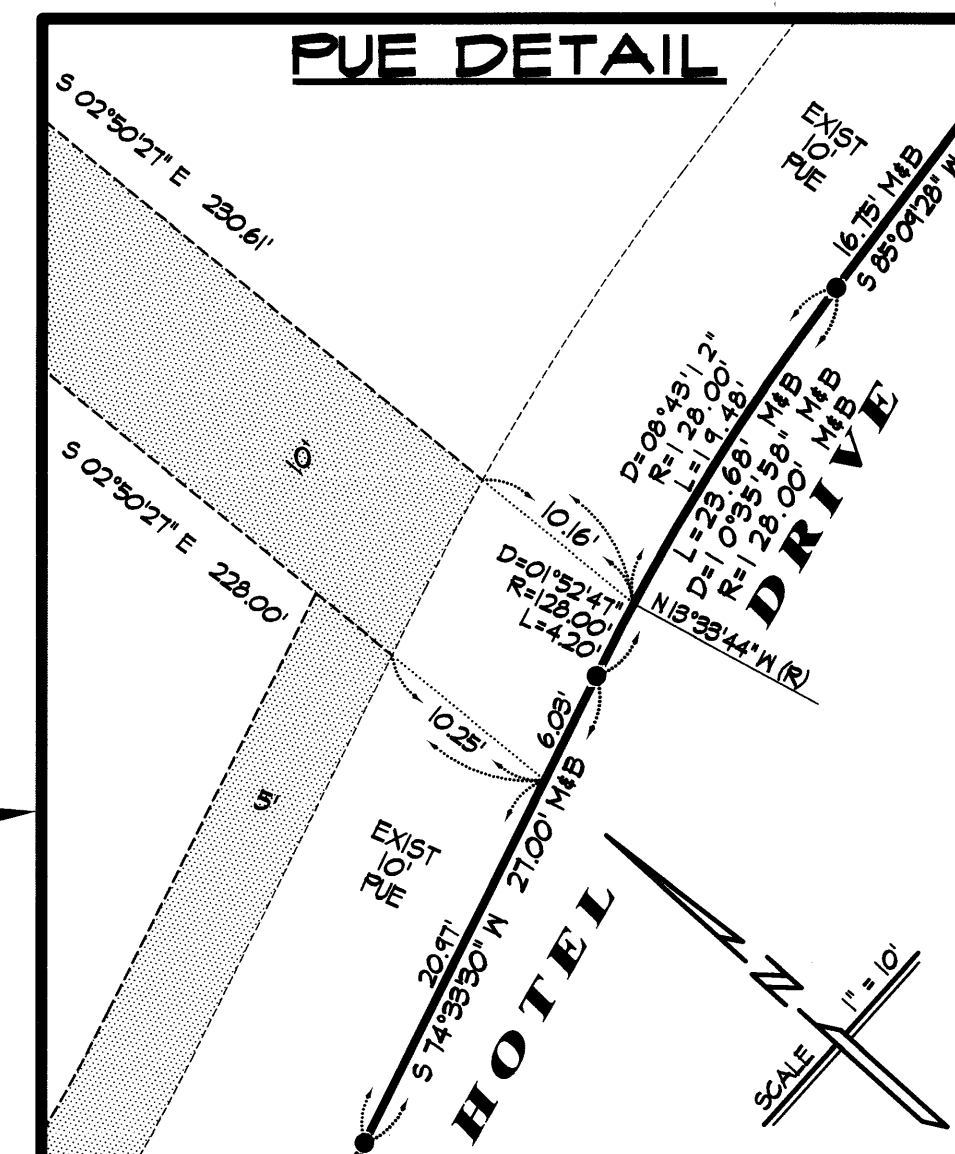 PUE DETAIL
S 02°50'27" E 230.61'
EXIST
10'
PUE
16.75' M&B
S 85°09'28" W
D=08°43'12"
R=128.00'
L=19.48'
L=23.68' M&B
D=10°35'58" M&B
R=128.00' M&B
DRIVE
10'
S 02°50'27" E 228.00'
10.16'
D=01°52'47"
R=128.00'
L=4.20'
N 13°33'44" W (R)
10.25'
6.03'
5'
EXIST
10'
PUE
27.00' M&B
20.97'
S 74°33'30" W
HOTEL
N
SCALE 1" = 10'